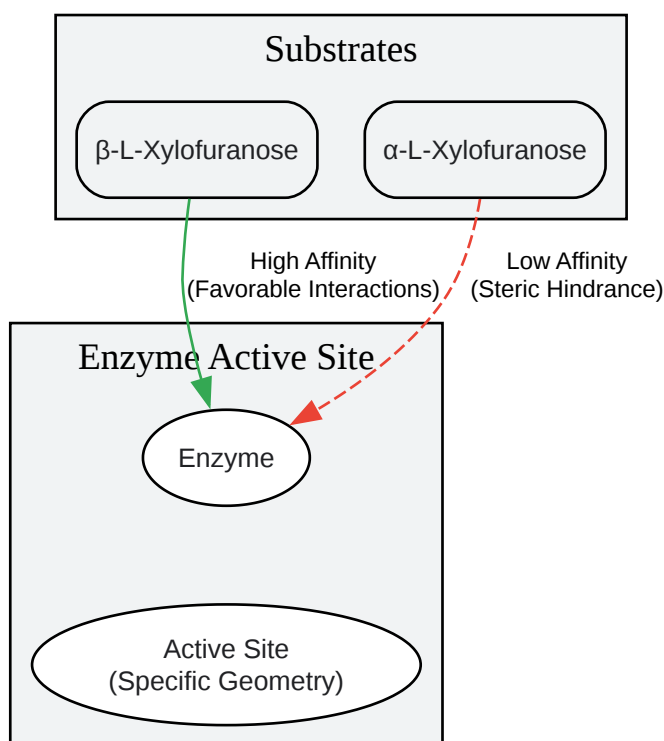 Substrates
β-L-Xylofuranose
α-L-Xylofuranose
High Affinity
(Favorable Interactions)
Low Affinity
(Steric Hindrance)
Enzyme Active Site
Enzyme
Active Site
(Specific Geometry)